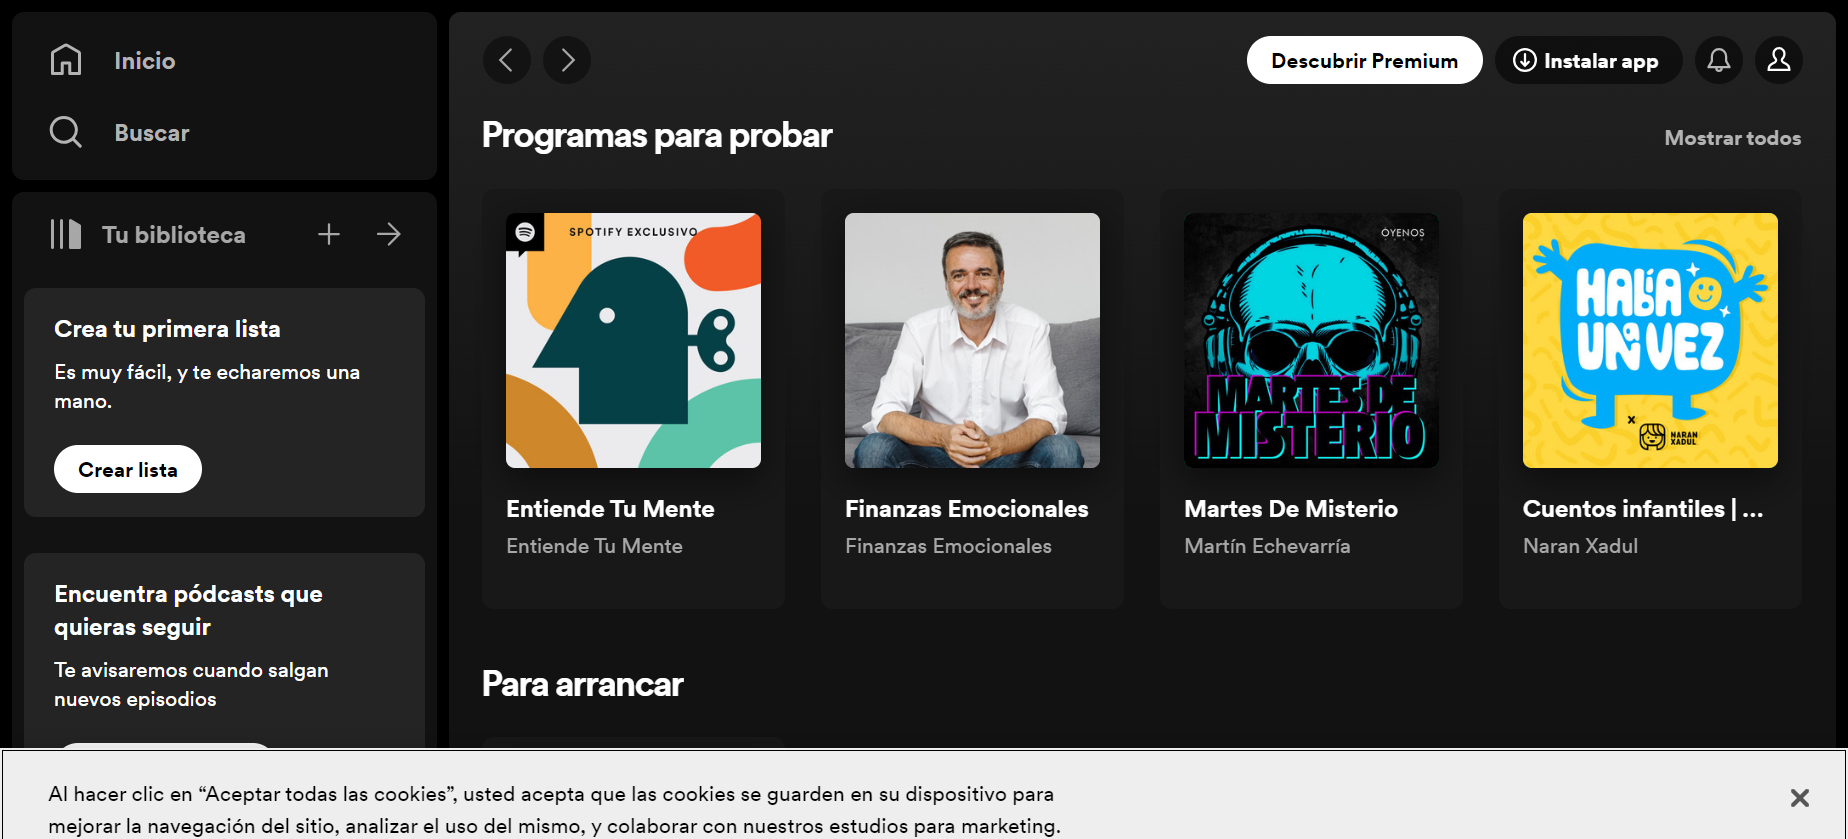 Inicio
Buscar
Tu biblioteca
Crea tu primera lista
Es muy fácil, y te echaremos una
mano.
Crear lista
Encuentra pódcasts que
quieras seguir
Te avisaremos cuando salgan
nuevos episodios
Descubrir Premium
Instalar app
Programas para probar
Mostrar todos
SPOTIFY EXCLUSIVO
Entiende Tu Mente
Entiende Tu Mente
Finanzas Emocionales
Finanzas Emocionales
ÓYENOS
MARTES DE
MISTERIO
Martes De Misterio
Martín Echevarría
HABÍA
UNA VEZ
x
NARAN
XADUL
Cuentos infantiles | ...
Naran Xadul
Para arrancar
Al hacer clic en “Aceptar todas las cookies”, usted acepta que las cookies se guarden en su dispositivo para
mejorar la navegación del sitio, analizar el uso del mismo, y colaborar con nuestros estudios para marketing.